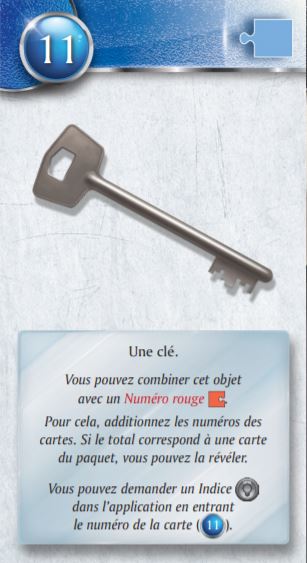 11
Une clé.
Vous pouvez combiner cet objet
avec un Numéro rouge
Pour cela, additionnez les numéros des
cartes. Si le total correspond à une carte
du paquet, vous pouvez la révéler.
Vous pouvez demander un Indice
dans l'application en entrant
le numéro de la carte (11).